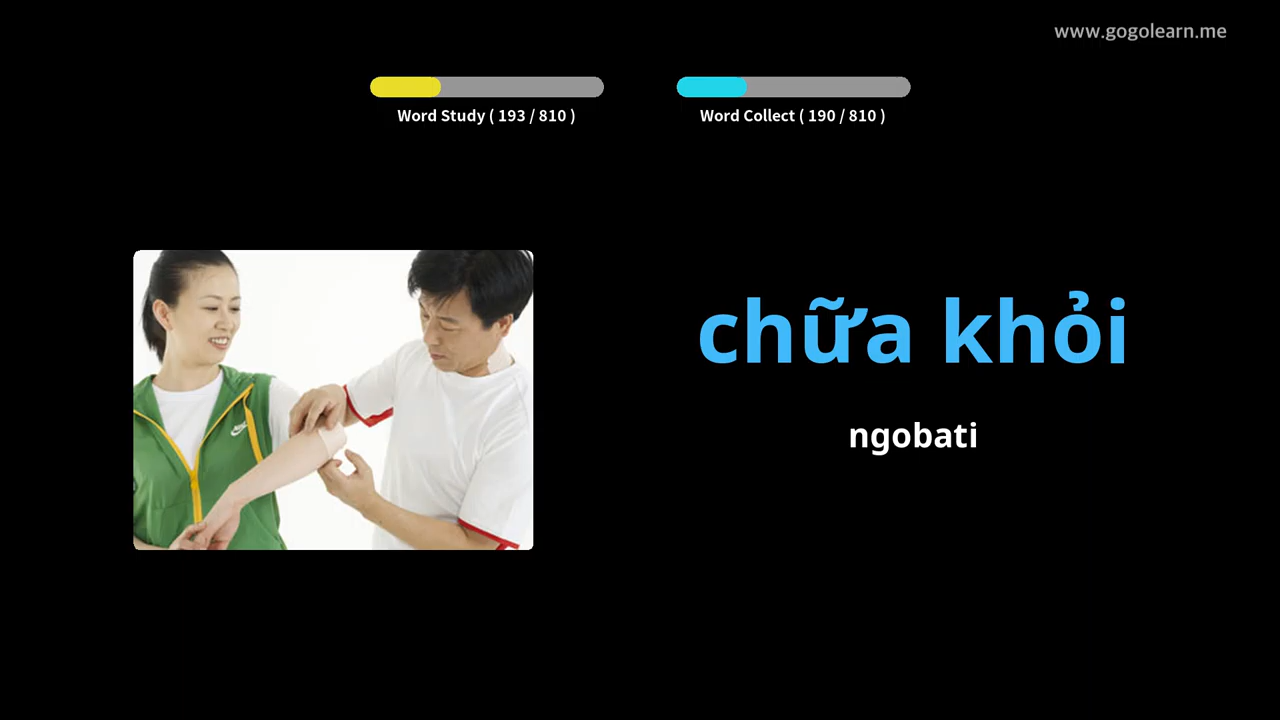 www.gogolearn.me
Word Study ( 193 / 810 )
Word Collect ( 190 / 810 )
chữa khỏi
ngobati